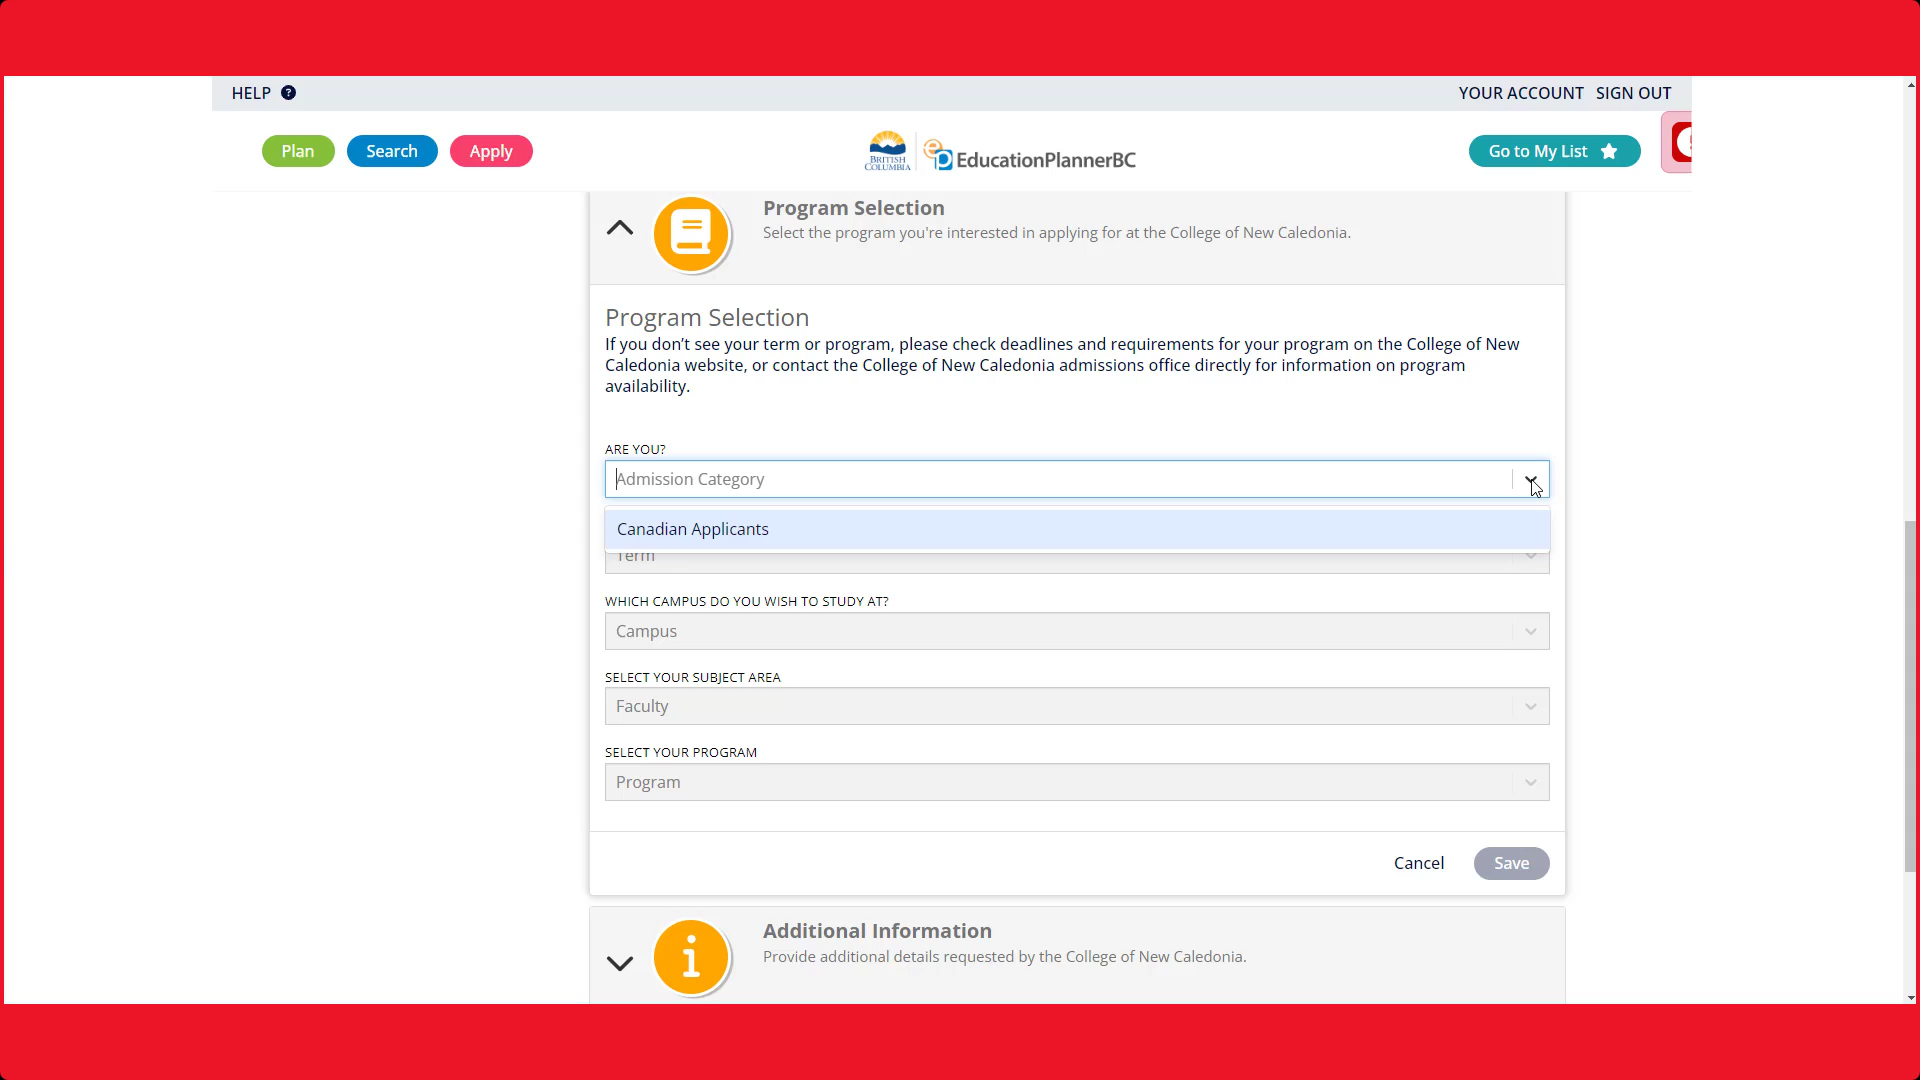 HELP ?
YOUR ACCOUNT SIGN OUT
Plan Search Apply
BRITISH
COLUMBIA
EducationPlannerBC
Go to My List
Program Selection
Select the program you're interested in applying for at the College of New Caledonia.
Program Selection
If you don’t see your term or program, please check deadlines and requirements for your program on the College of New
Caledonia website, or contact the College of New Caledonia admissions office directly for information on program
availability.
ARE YOU?
Admission Category
Canadian Applicants
Term
WHICH CAMPUS DO YOU WISH TO STUDY AT?
Campus
SELECT YOUR SUBJECT AREA
Faculty
SELECT YOUR PROGRAM
Program
Cancel Save
Additional Information
Provide additional details requested by the College of New Caledonia.